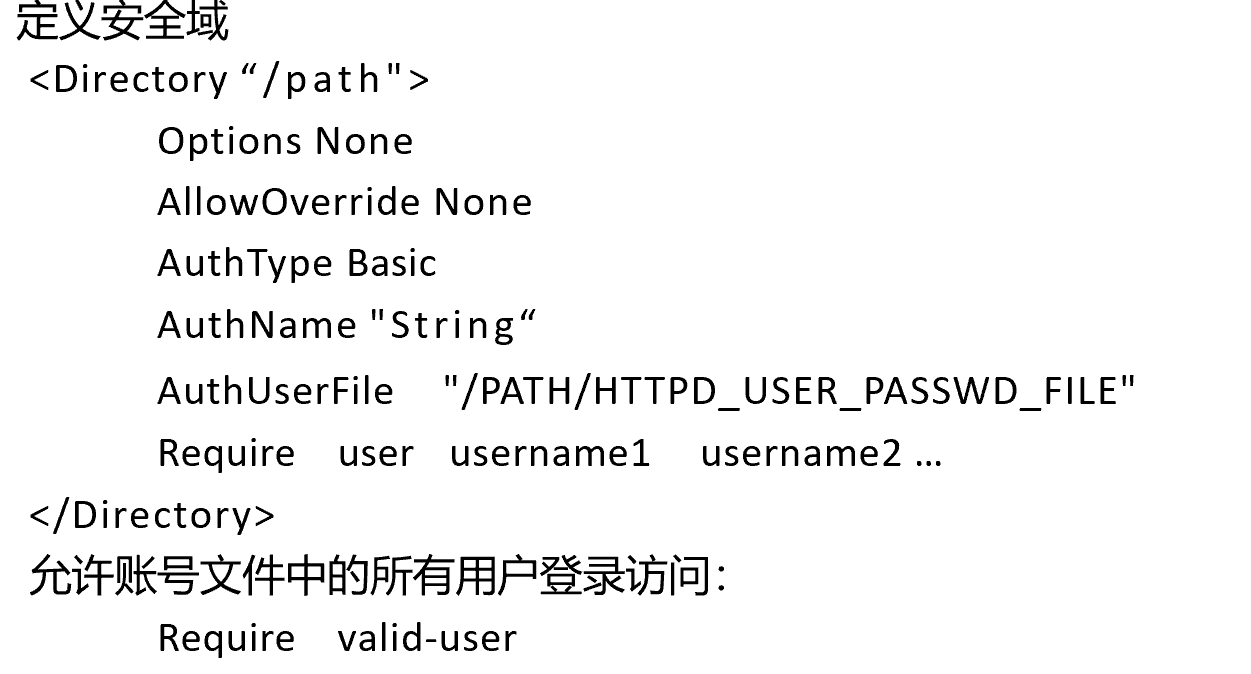 定义安全域
<Directory “/path">
Options None
AllowOverride None
AuthType Basic
AuthName "String“
AuthUserFile "/PATH/HTTPD_USER_PASSWD_FILE"
Require user username1 username2 …
</Directory>
允许账号文件中的所有用户登录访问：
Require valid-user